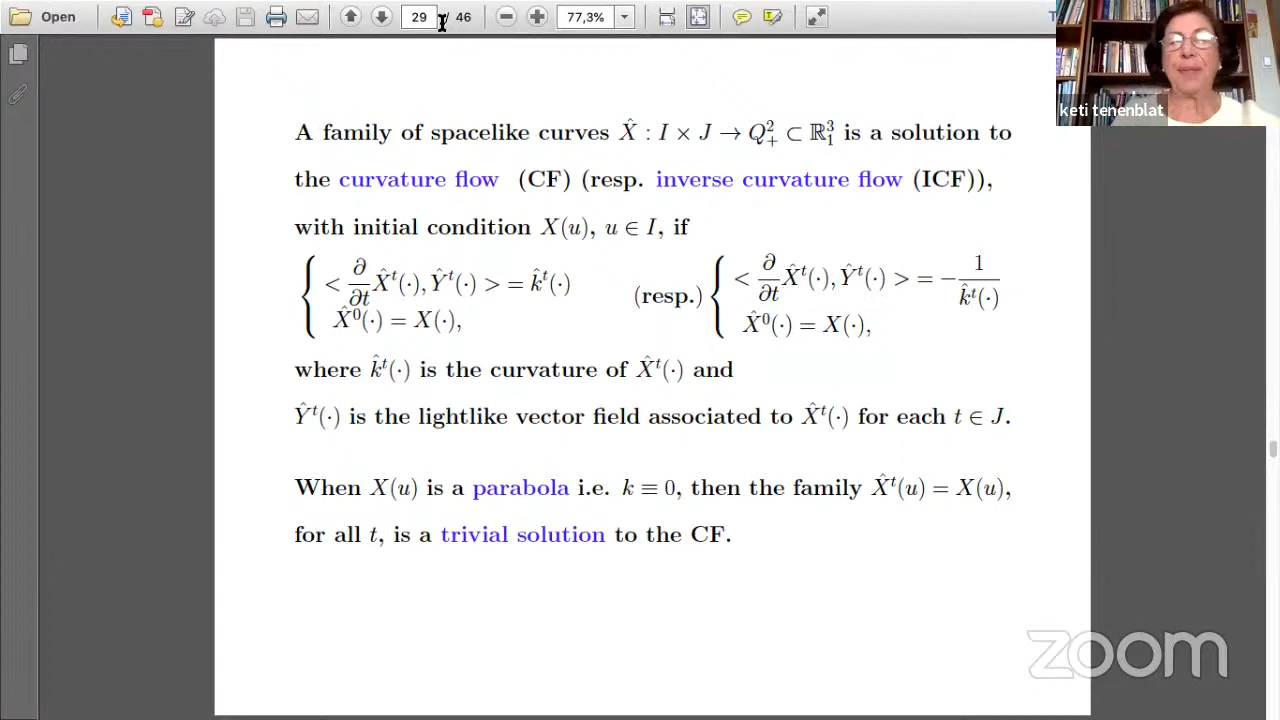 Open
29 / 46
77,3%
T
keti tenenblat
A family of spacelike curves X̂ : I × J → Q²₊ ⊂ ℝ³₁ is a solution to
the curvature flow (CF) (resp. inverse curvature flow (ICF)),
with initial condition X(u), u ∈ I, if
{ < ∂/∂t X̂ᵗ(·), Ŷᵗ(·) > = k̂ᵗ(·)
X̂⁰(·) = X(·),
(resp.) { < ∂/∂t X̂ᵗ(·), Ŷᵗ(·) > = − 1/k̂ᵗ(·)
X̂⁰(·) = X(·),
where k̂ᵗ(·) is the curvature of X̂ᵗ(·) and
Ŷᵗ(·) is the lightlike vector field associated to X̂ᵗ(·) for each t ∈ J.
When X(u) is a parabola i.e. k ≡ 0, then the family X̂ᵗ(u) = X(u),
for all t, is a trivial solution to the CF.
zoom